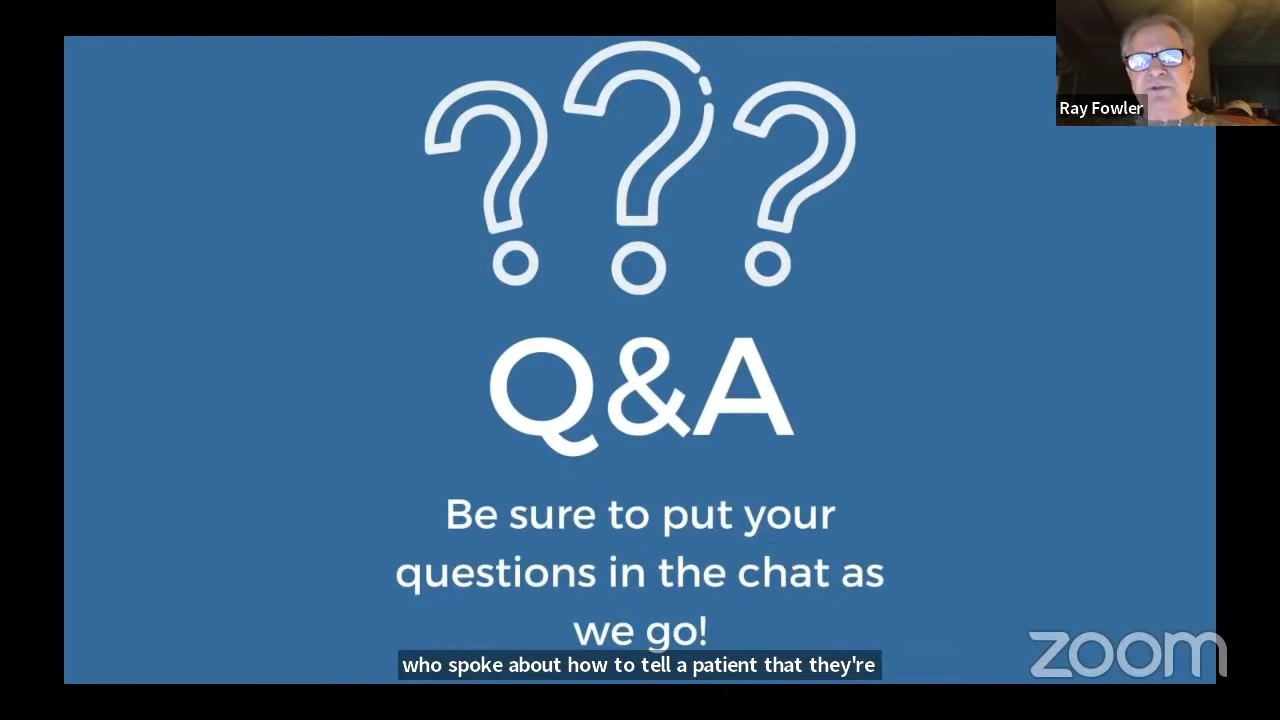 Ray Fowler
???
Q&A
Be sure to put your
questions in the chat as
we go!
who spoke about how to tell a patient that they're
zoom